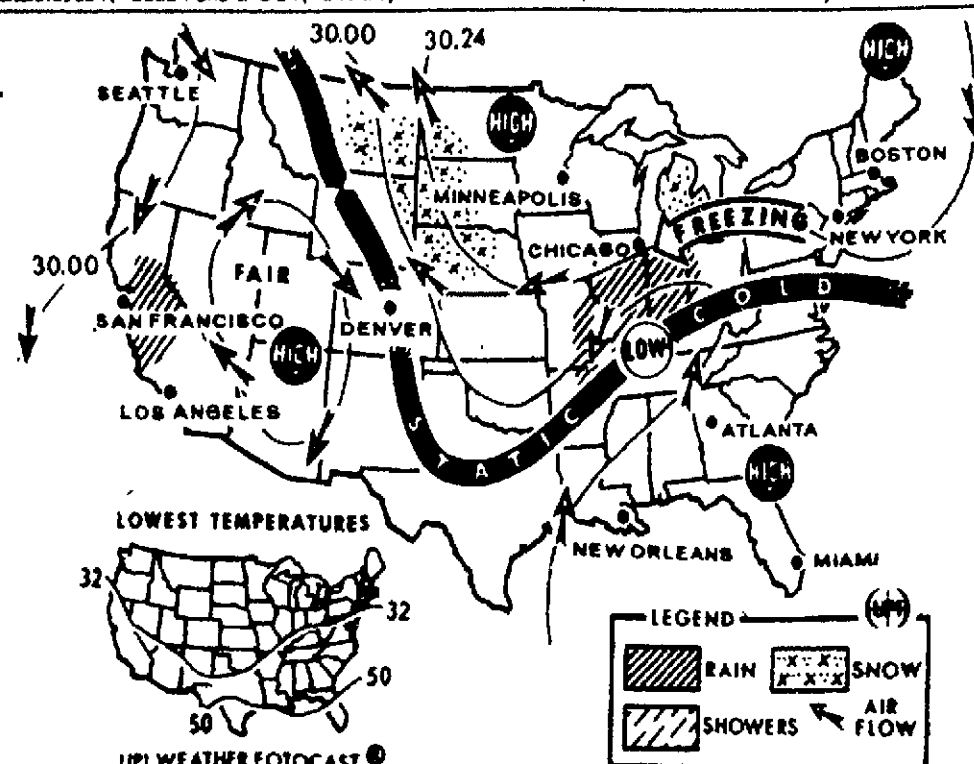 30.00
30.24
HIGH
SEATTLE
HIGH
BOSTON
MINNEAPOLIS
FREEZING
NEW YORK
CHICAGO
30.00
FAIR
COLD
SAN FRANCISCO
DENVER
HIGH
LOW
LOS ANGELES
STATIC
ATLANTA
HIGH
LOWEST TEMPERATURES
NEW ORLEANS
MIAMI
32
32
LEGEND
UPI
RAIN
SNOW
50
50
SHOWERS
AIR
FLOW
UPI WEATHER FOTOCAST